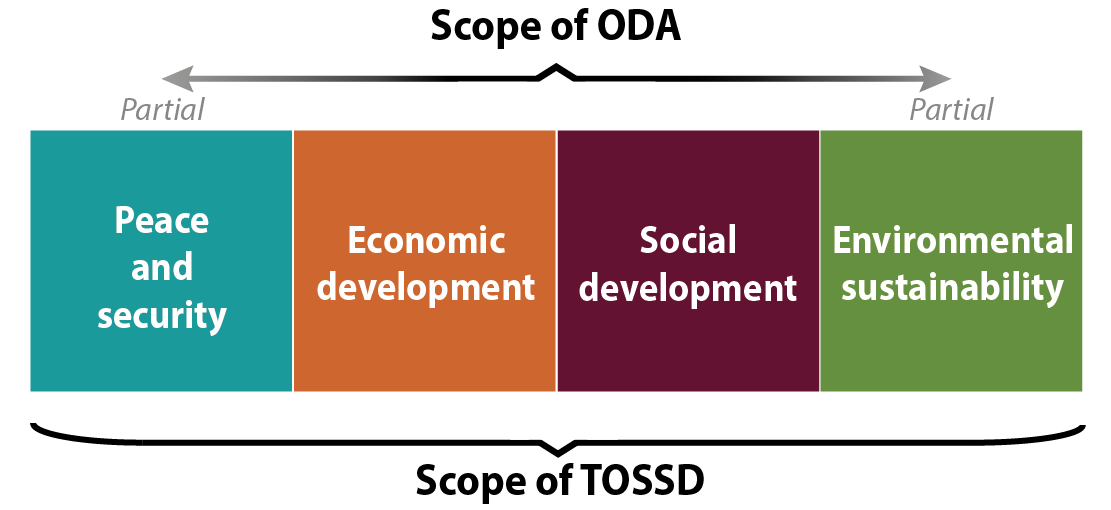 Scope of ODA
Partial
Partial
Peace
and
security
Economic
development
Social
development
Environmental
sustainability
Scope of TOSSD